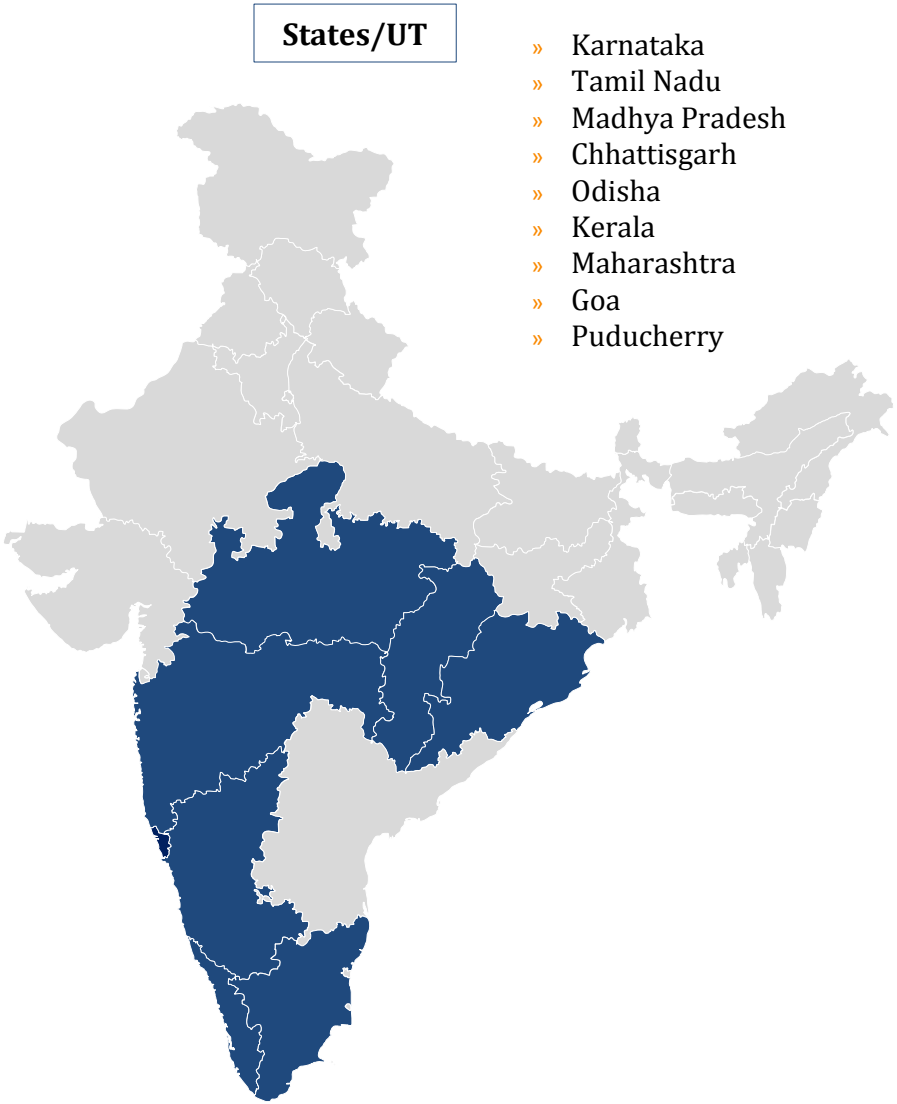 States/UT
» Karnataka
» Tamil Nadu
» Madhya Pradesh
» Chhattisgarh
» Odisha
» Kerala
» Maharashtra
» Goa
» Puducherry